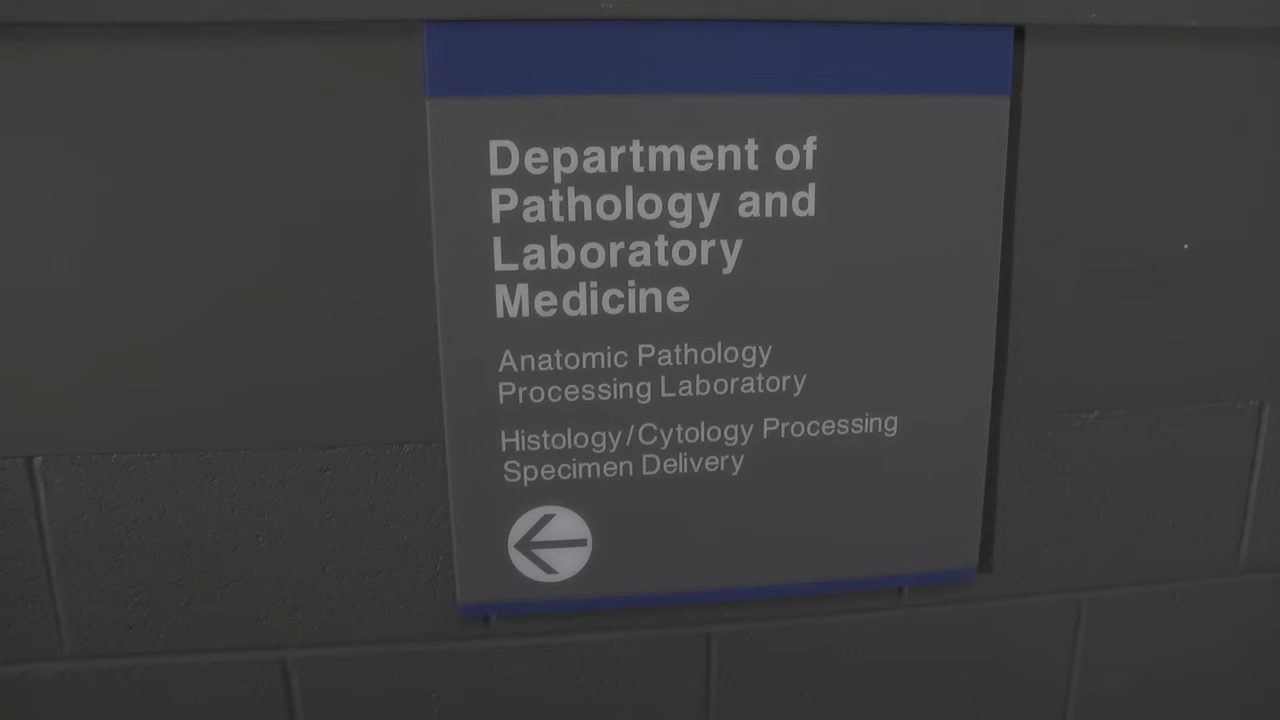 Department of
Pathology and
Laboratory
Medicine
Anatomic Pathology
Processing Laboratory
Histology/Cytology Processing
Specimen Delivery